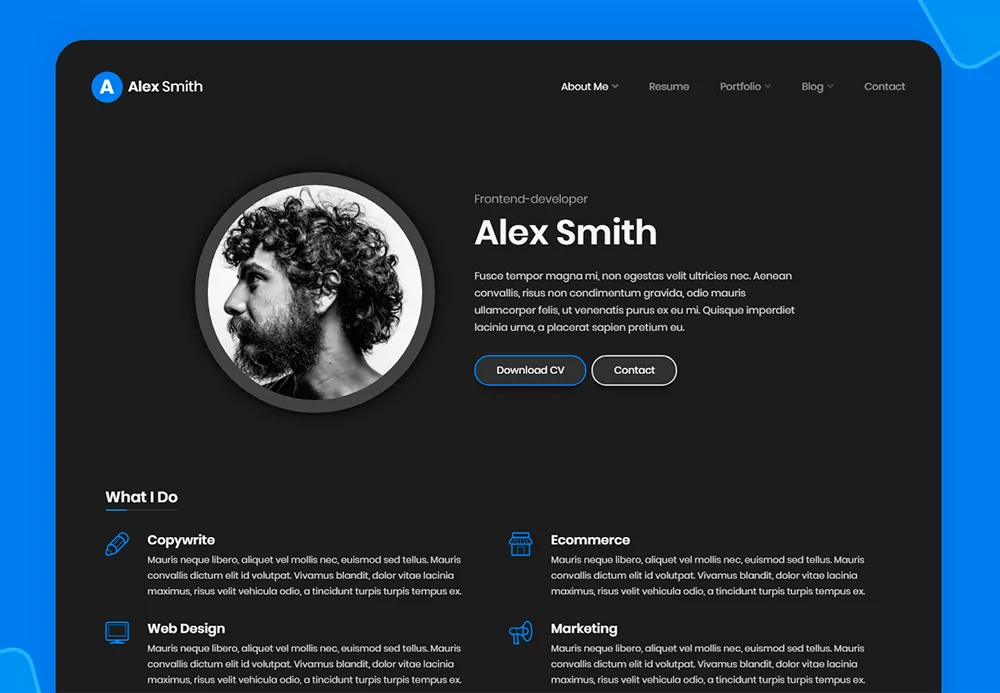 A Alex Smith
About Me Resume Portfolio Blog Contact
Frontend-developer
Alex Smith
Fusce tempor magna mi, non egestas velit ultricies nec. Aenean
convallis, risus non condimentum gravida, odio mauris
ullamcorper felis, ut venenatis purus ex eu mi. Quisque imperdiet
lacinia urna, a placerat sapien pretium eu.
Download CV Contact
What I Do
Copywrite
Mauris neque libero, aliquet vel mollis nec, euismod sed tellus. Mauris
convallis dictum elit id volutpat. Vivamus blandit, dolor vitae lacinia
maximus, risus velit vehicula odio, a tincidunt turpis turpis tempus ex.
Ecommerce
Mauris neque libero, aliquet vel mollis nec, euismod sed tellus. Mauris
convallis dictum elit id volutpat. Vivamus blandit, dolor vitae lacinia
maximus, risus velit vehicula odio, a tincidunt turpis turpis tempus ex.
Web Design
Mauris neque libero, aliquet vel mollis nec, euismod sed tellus. Mauris
convallis dictum elit id volutpat. Vivamus blandit, dolor vitae lacinia
maximus, risus velit vehicula odio, a tincidunt turpis turpis tempus ex.
Marketing
Mauris neque libero, aliquet vel mollis nec, euismod sed tellus. Mauris
convallis dictum elit id volutpat. Vivamus blandit, dolor vitae lacinia
maximus, risus velit vehicula odio, a tincidunt turpis turpis tempus ex.